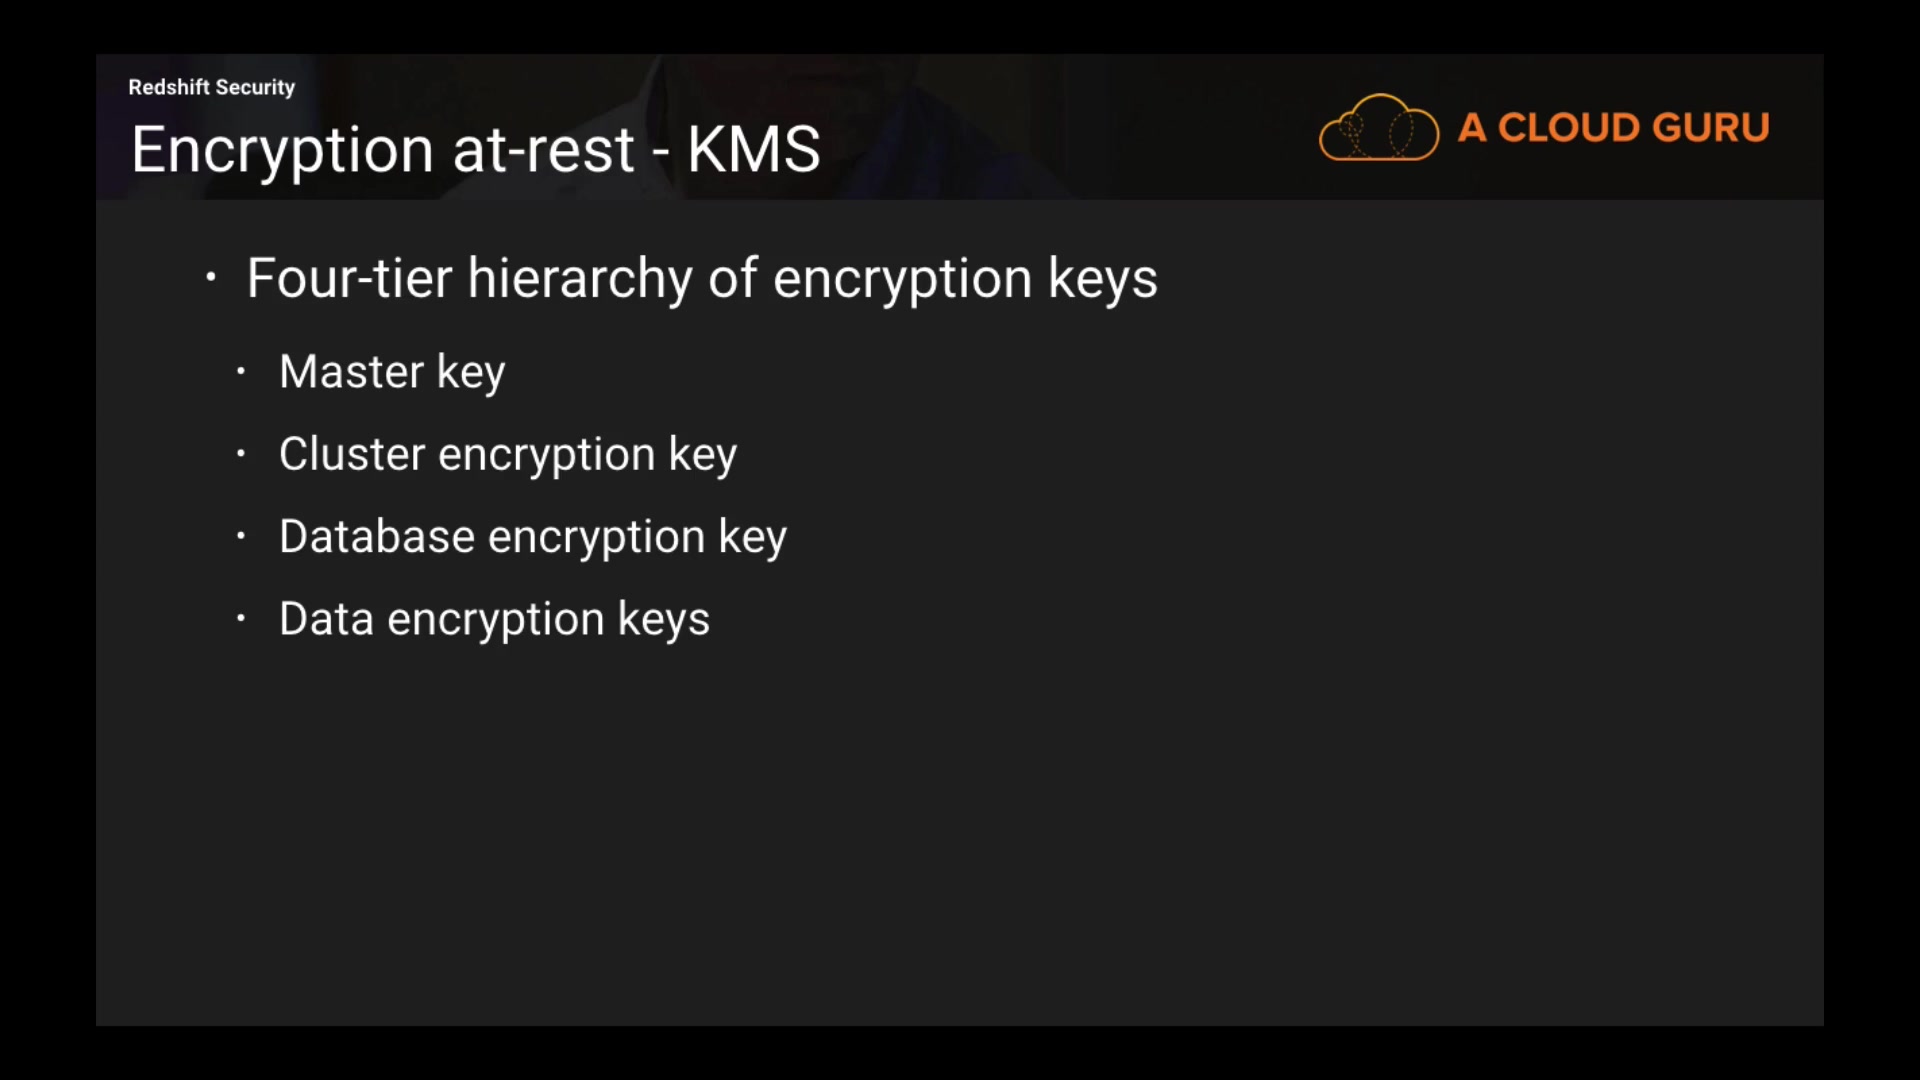 Redshift Security
Encryption at-rest - KMS
A CLOUD GURU
• Four-tier hierarchy of encryption keys
• Master key
• Cluster encryption key
• Database encryption key
• Data encryption keys